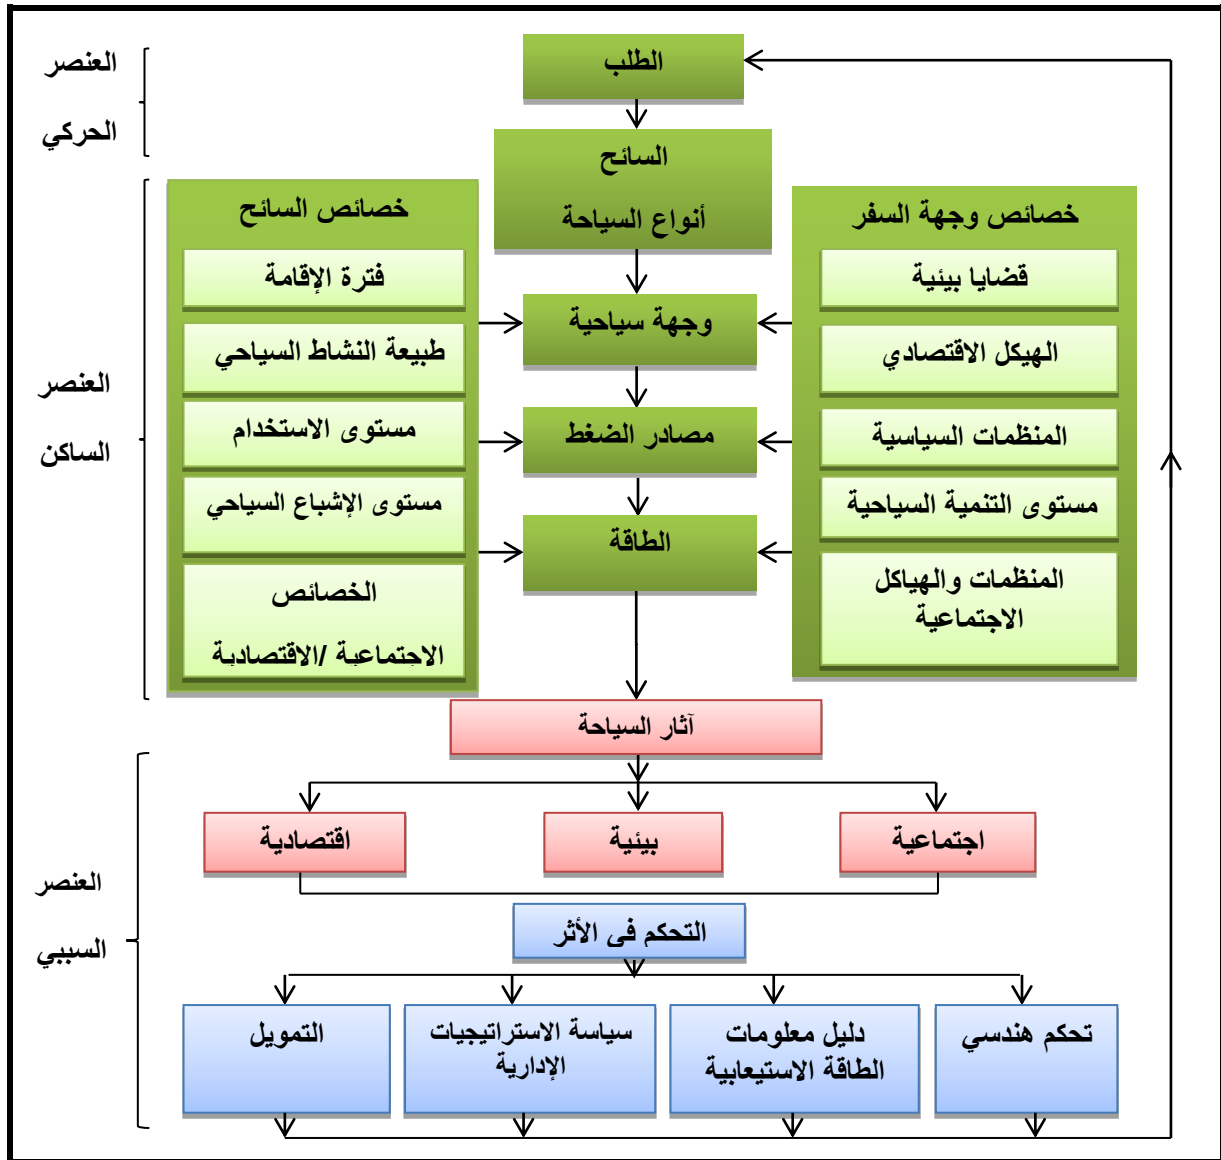 العنصر
الحركي
الطلب
السائح
أنواع السياحة
العنصر
الساكن
خصائص وجهة السفر
قضايا بيئية
الهيكل الاقتصادي
المنظمات السياسية
مستوى التنمية السياحية
المنظمات والهياكل
الاجتماعية
وجهة سياحية
مصادر الضغط
الطاقة
خصائص السائح
فترة الإقامة
طبيعة النشاط السياحي
مستوى الاستخدام
مستوى الإشباع السياحي
الخصائص
الاجتماعية /الاقتصادية
العنصر
السببي
آثار السياحة
اجتماعية
بيئية
اقتصادية
التحكم فى الأثر
تحكم هندسي
دليل معلومات
الطاقة الاستيعابية
سياسة الاستراتيجيات
الإدارية
التمويل